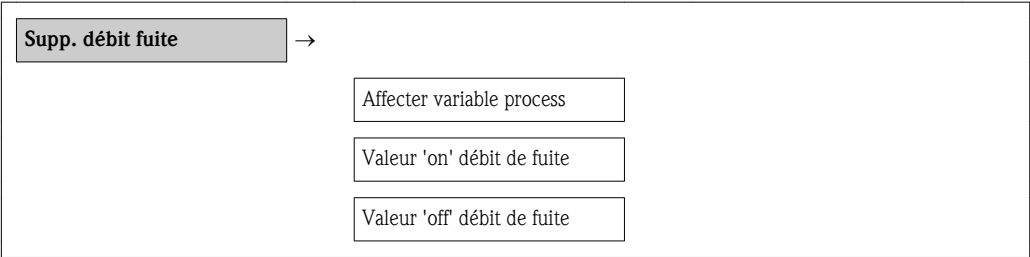 Supp. débit fuite →
Affecter variable process
Valeur 'on' débit de fuite
Valeur 'off' débit de fuite